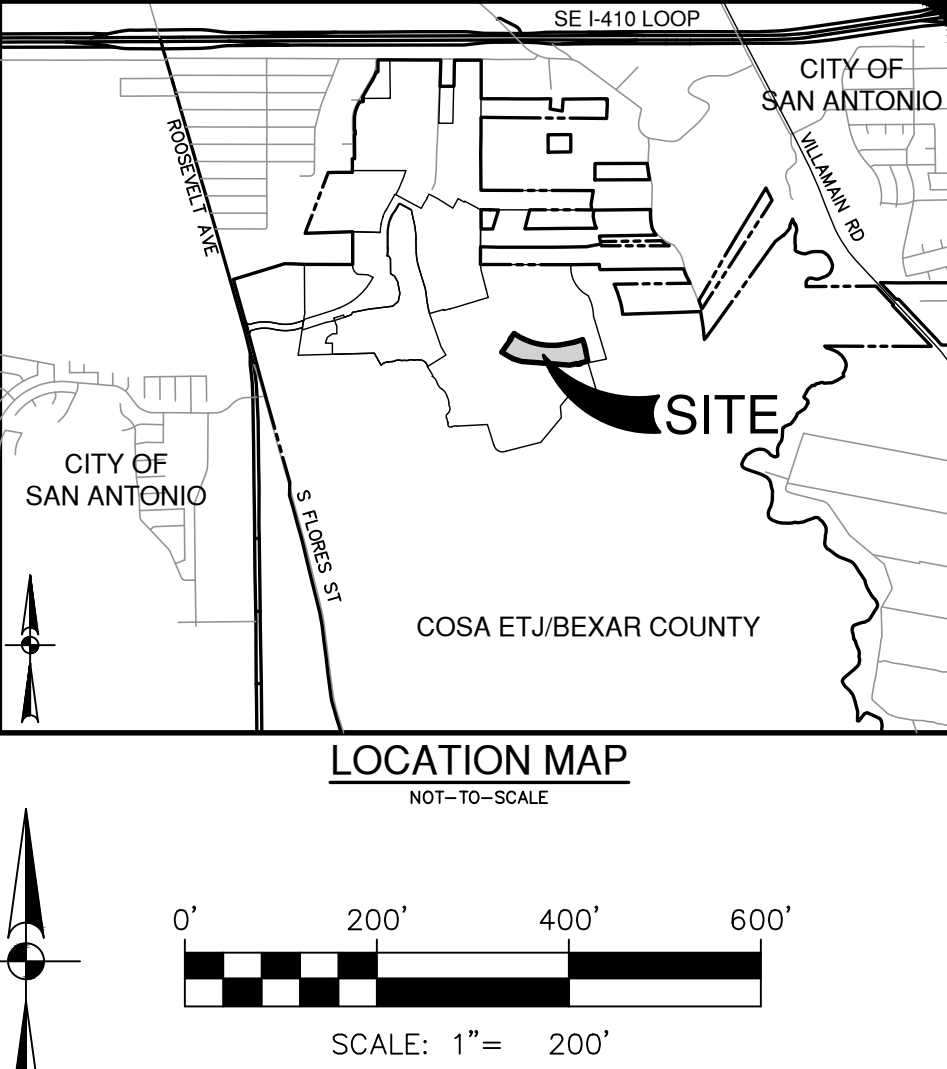 SE I-410 LOOP
CITY OF
SAN ANTONIO
ROOSEVELT AVE
VILLAMAIN RD
CITY OF
SAN ANTONIO
S FLORES ST
SITE
COSA ETJ/BEXAR COUNTY
LOCATION MAP
NOT-TO-SCALE
0' 200' 400' 600'
SCALE: 1"= 200'